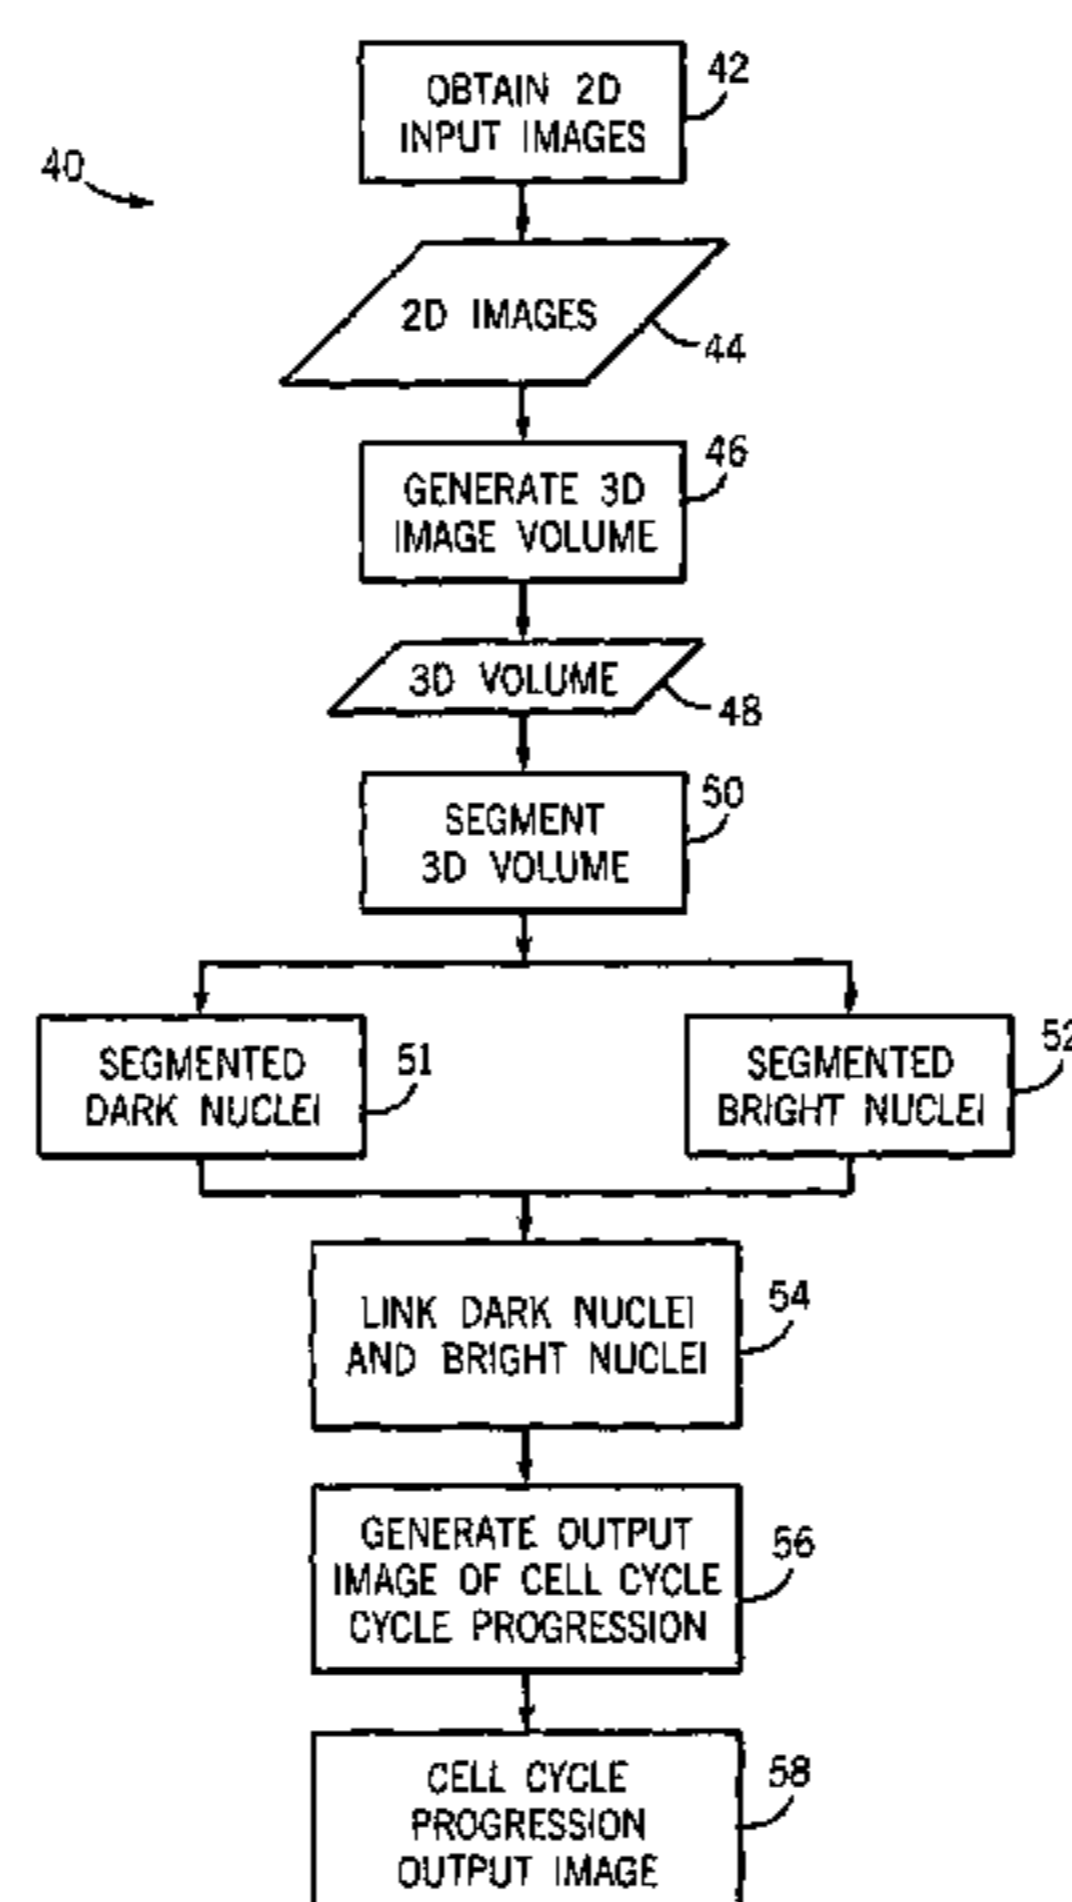 42
OBTAIN 2D
INPUT IMAGES
40
2D IMAGES
44
46
GENERATE 3D
IMAGE VOLUME
3D VOLUME
48
50
SEGMENT
3D VOLUME
SEGMENTED
DARK NUCLEI
51
SEGMENTED
BRIGHT NUCLEI
52
LINK DARK NUCLEI
AND BRIGHT NUCLEI
54
GENERATE OUTPUT
IMAGE OF CELL CYCLE
CYCLE PROGRESSION
56
CELL CYCLE
PROGRESSION
OUTPUT IMAGE
58